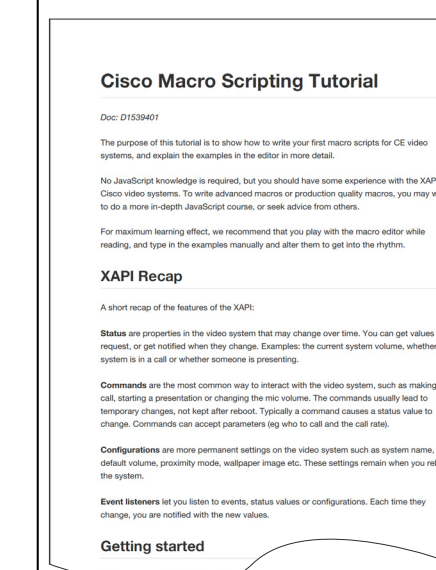 Cisco Macro Scripting Tutorial
Doc: D1539401
The purpose of this tutorial is to show how to write your first macro scripts for CE video
systems, and explain the examples in the editor in more detail.
No JavaScript knowledge is required, but you should have some experience with the XAP
Cisco video systems. To write advanced macros or production quality macros, you may
to do a more in-depth JavaScript course, or seek advice from others.
For maximum learning effect, we recommend that you play with the macro editor while
reading, and type in the examples manually and alter them to get into the rhythm.
XAPI Recap
A short recap of the features of the XAPI:
Status are properties in the video system that may change over time. You can get values
request, or get notified when they change. Examples: the current system volume, whether
system is in a call or whether someone is presenting.
Commands are the most common way to interact with the video system, such as making
call, starting a presentation or changing the mic volume. The commands usually lead to
temporary changes, not kept after reboot. Typically a command causes a status value to
change. Commands can accept parameters (eg who to call and the call rate).
Configurations are more permanent settings on the video system such as system name,
default volume, proximity mode, wallpaper image etc. These settings remain when you
the system.
Event listeners let you listen to events, status values or configurations. Each time they
change, you are notified with the new values.
Getting started